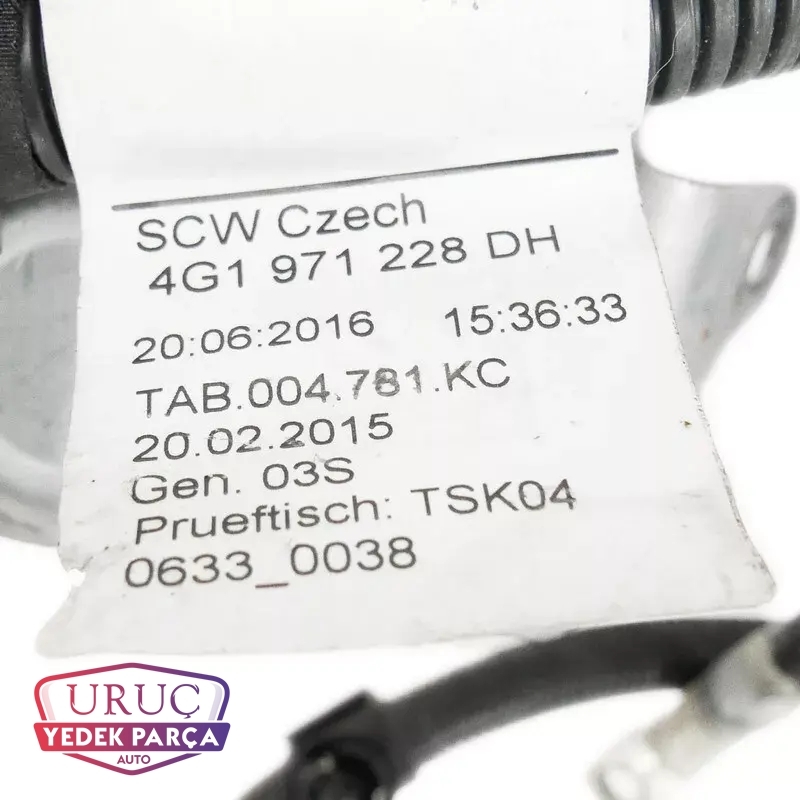 SCW Czech
4G1 971 228 DH
20:06:2016 15:36:33
TAB.004.781.KC
20.02.2015
Gen. 03S
Prueftisch: TSK04
0633_0038
URUÇ
YEDEK PARÇA
AUTO